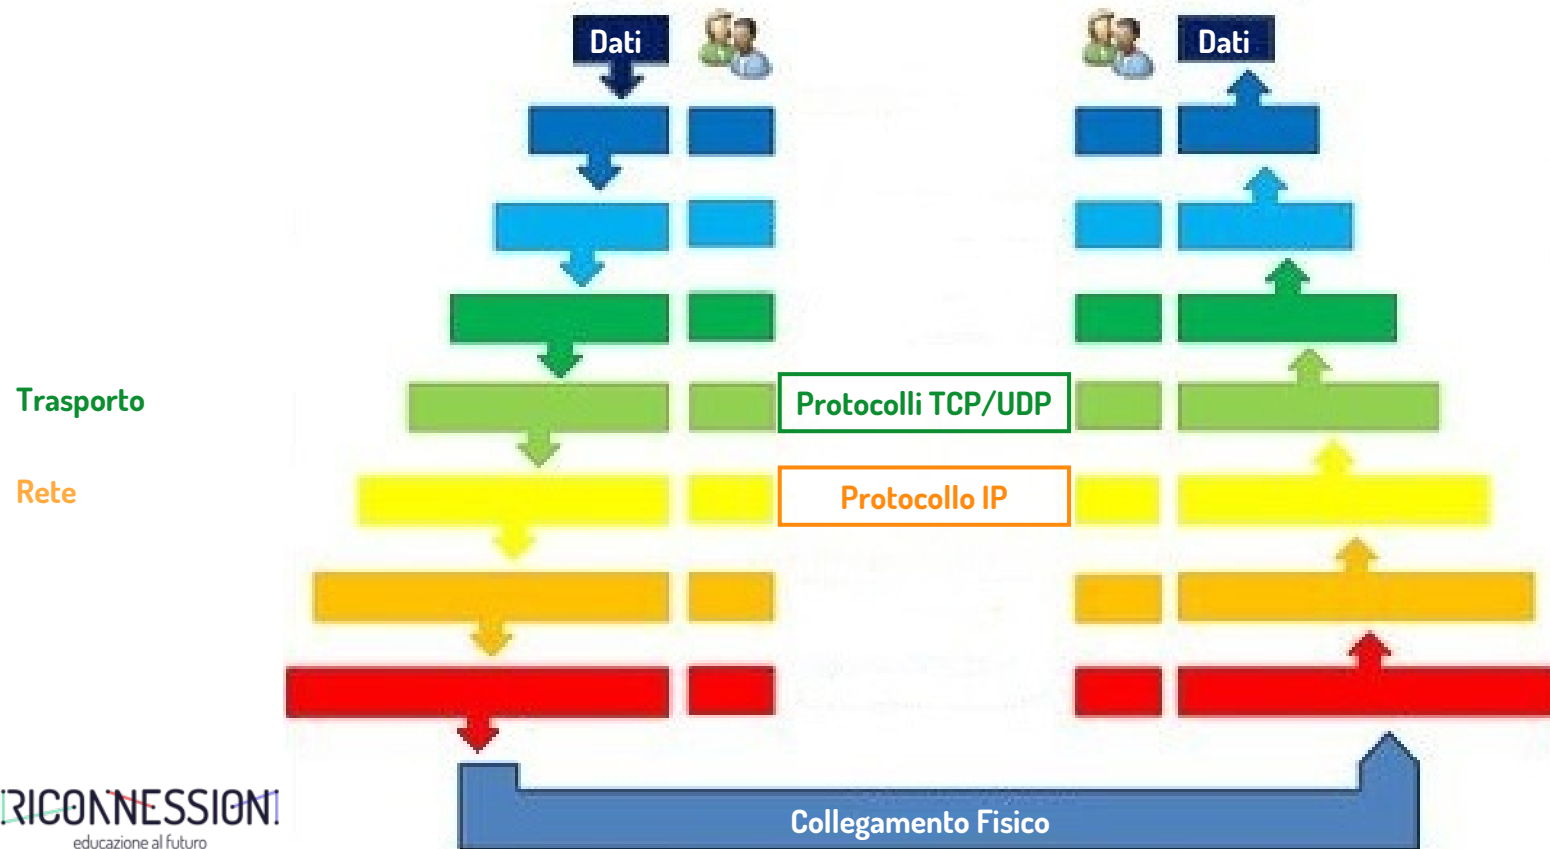 Dati
Dati
Trasporto
Protocolli TCP/UDP
Rete
Protocollo IP
Collegamento Fisico
RICONNESSIONI
educazione al futuro